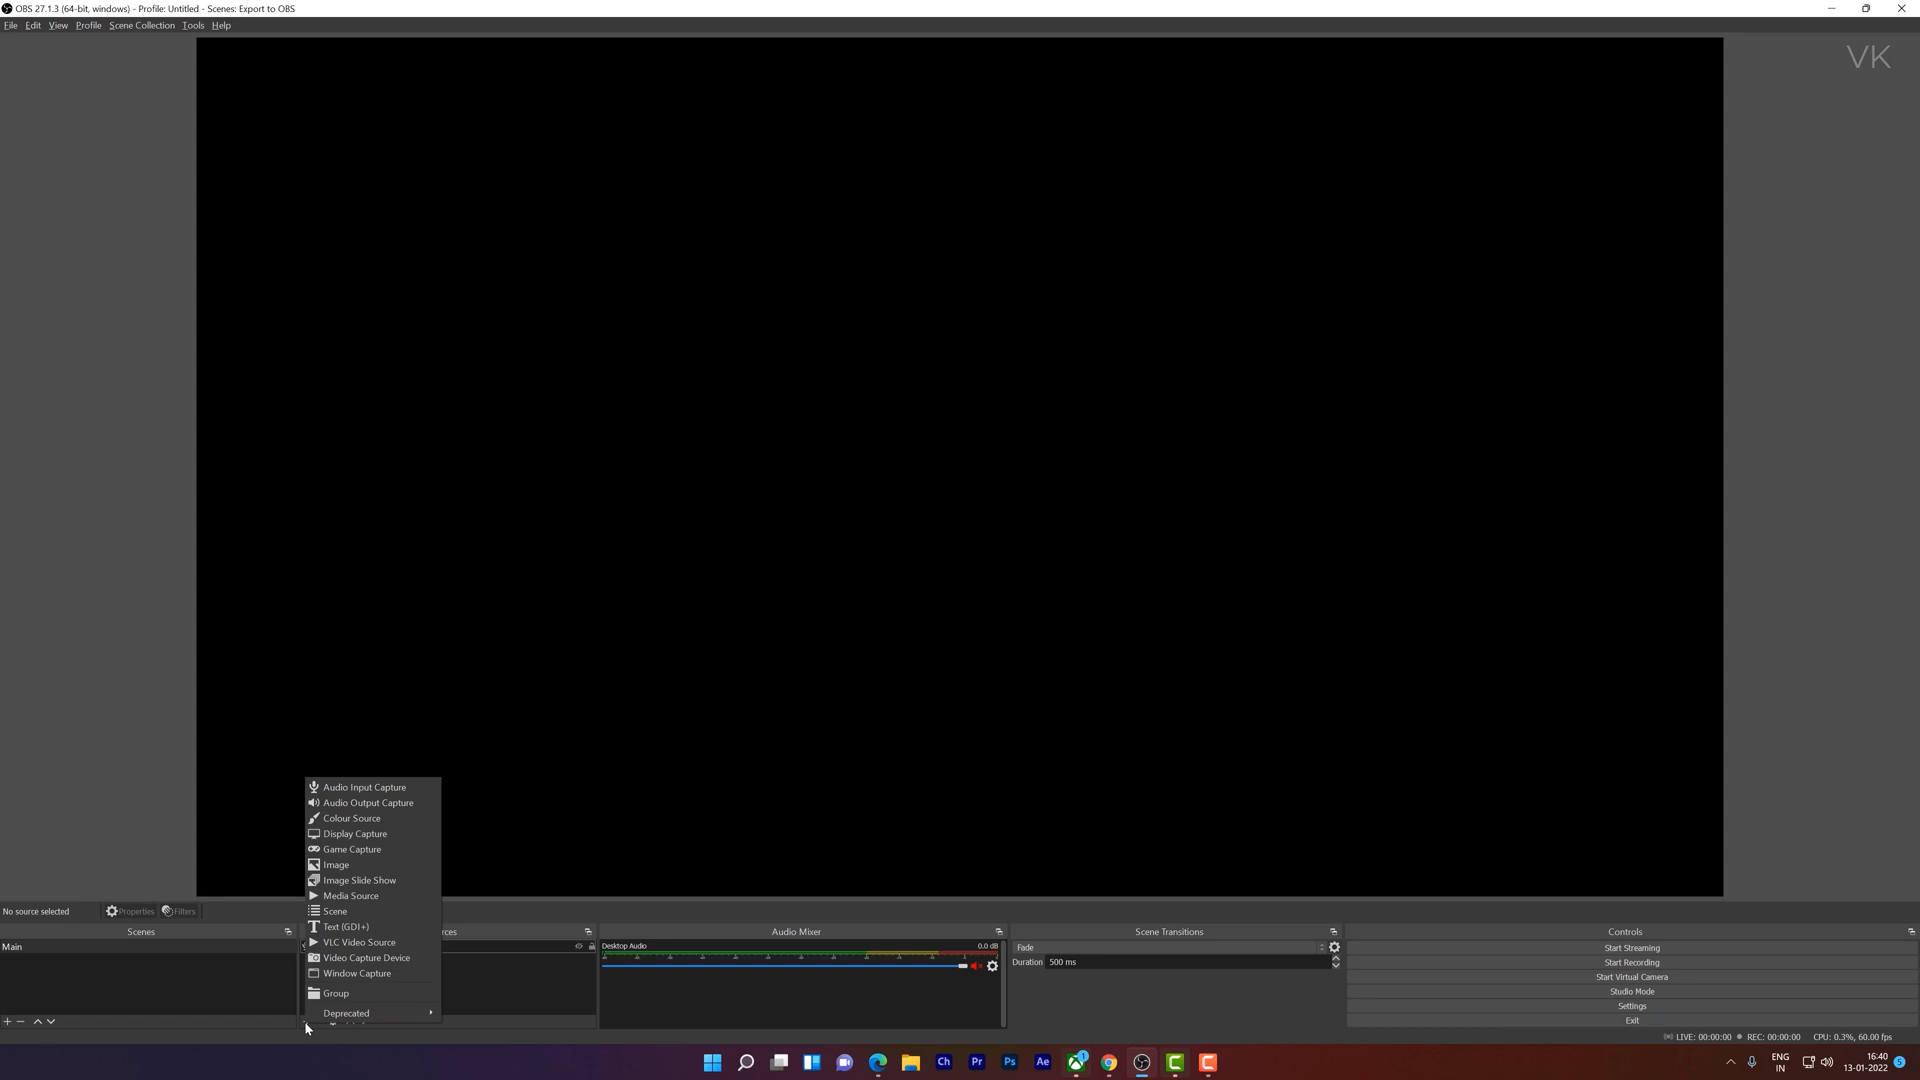 OBS 27.1.3 (64-bit, windows) - Profile: Untitled - Scenes: Export to OBS
File Edit View Profile Scene Collection Tools Help
VK
Audio Input Capture
Audio Output Capture
Colour Source
Display Capture
Game Capture
Image
Image Slide Show
Media Source
Scene
Text (GDI+)
VLC Video Source
Video Capture Device
Window Capture
Group
Deprecated
No source selected Properties Filters
Scenes
Main
Audio Mixer
Desktop Audio 0.0 dB
Scene Transitions
Fade
Duration 500 ms
Controls
Start Streaming
Start Recording
Start Virtual Camera
Studio Mode
Settings
Exit
LIVE: 00:00:00 REC: 00:00:00 CPU: 0.3%, 60.00 fps
Ch Pr Ps Ae 1
ENG
IN
16:40
13-01-2022
5